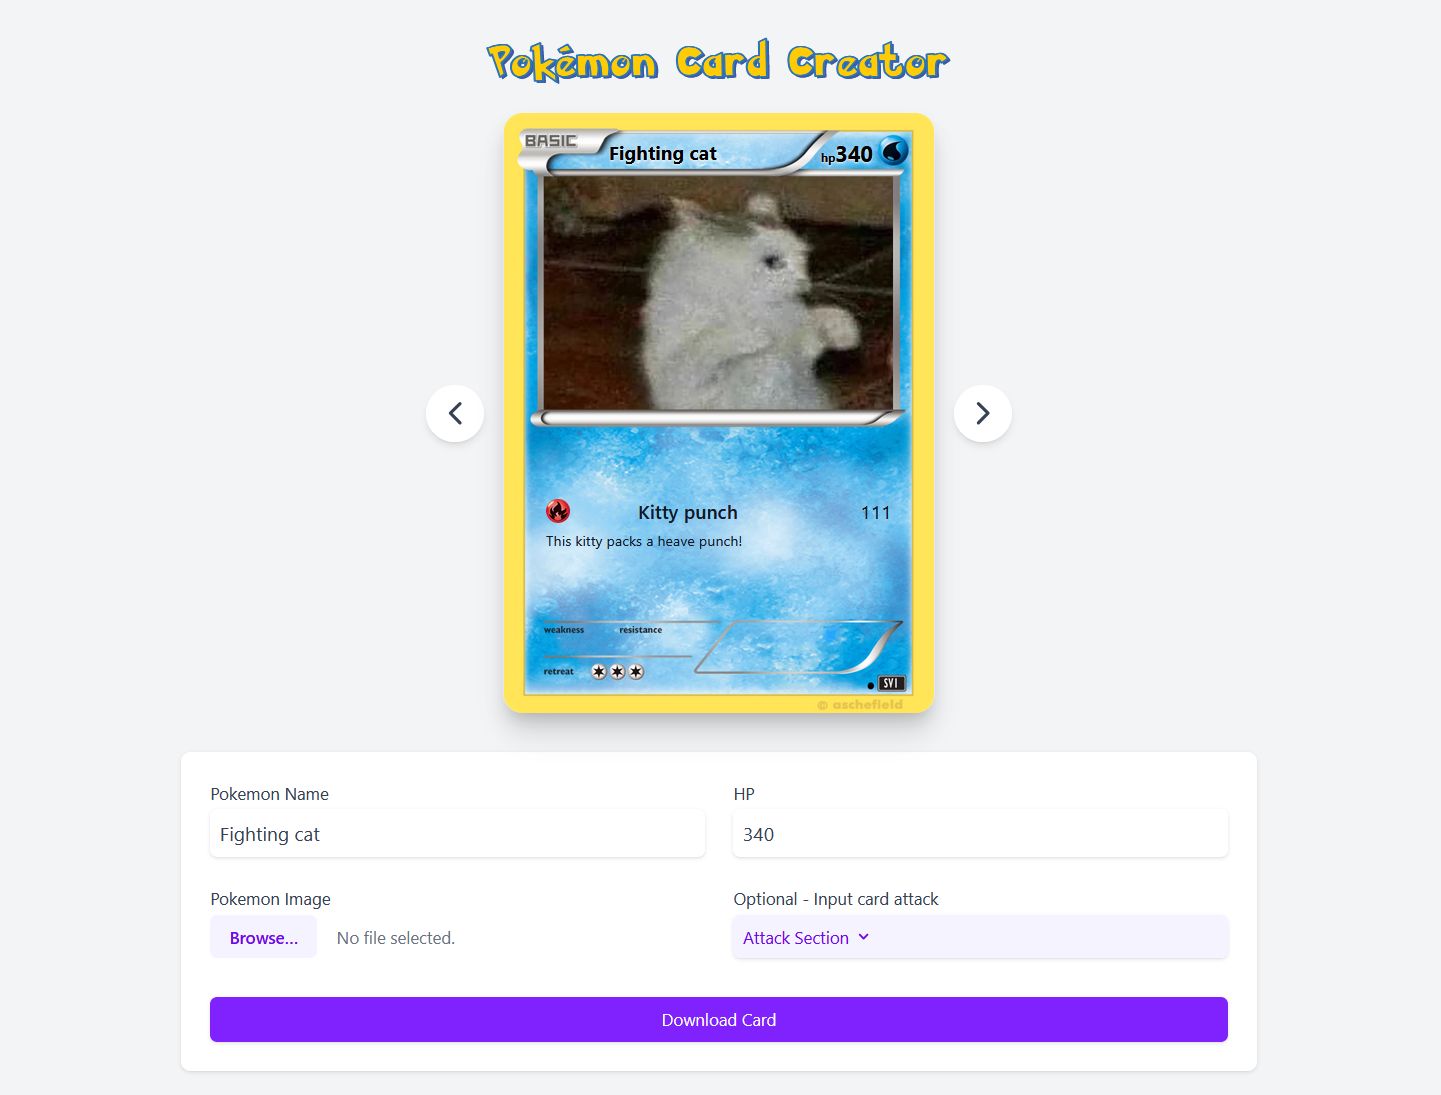 Pokémon Card Creator
BASIC
Fighting cat
hp340
Kitty punch 111
This kitty packs a heave punch!
weakness resistance
retreat
SVI
© aschefield
Pokemon Name
HP
Fighting cat
340
Pokemon Image
Optional - Input card attack
Browse... No file selected.
Attack Section
Download Card